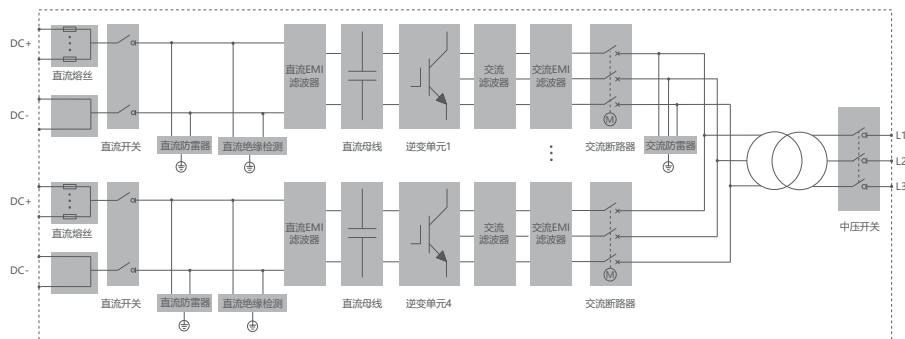 DC+
直流熔丝
DC-
直流开关
直流防雷器
直流绝缘检测
直流EMI
滤波器
直流母线
逆变单元1
交流
滤波器
交流EMI
滤波器
M
交流断路器
交流防雷器
L1
L2
L3
中压开关
DC+
直流熔丝
DC-
直流开关
直流防雷器
直流绝缘检测
直流EMI
滤波器
直流母线
逆变单元4
交流
滤波器
交流EMI
滤波器
M
交流断路器